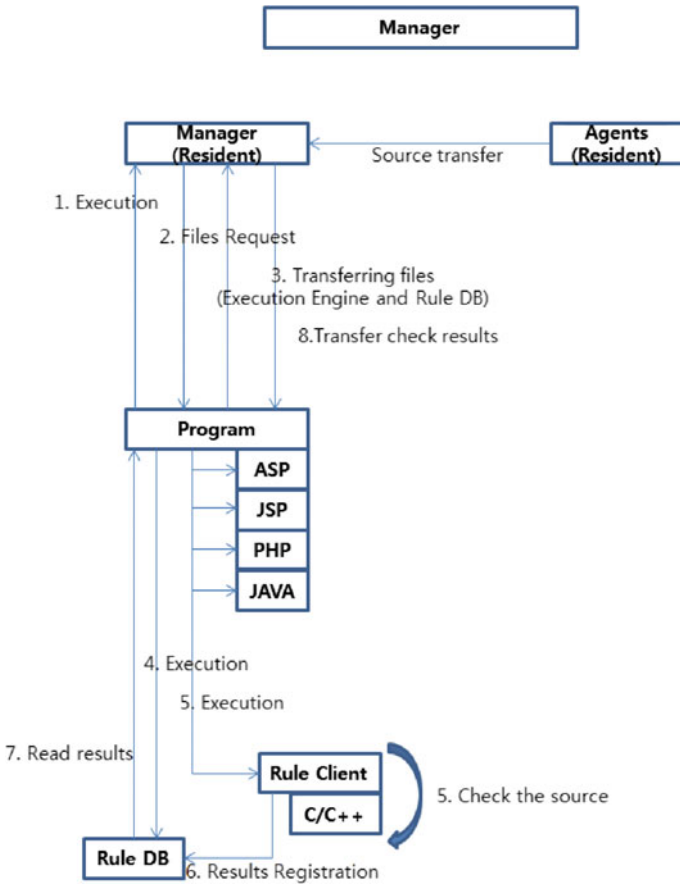 Manager
Manager
(Resident)
Agents
(Resident)
Source transfer
1. Execution
2. Files Request
3. Transferring files
(Execution Engine and Rule DB)
8.Transfer check results
Program
ASP
JSP
PHP
JAVA
4. Execution
5. Execution
7. Read results
Rule Client
C/C++
5. Check the source
Rule DB
6. Results Registration